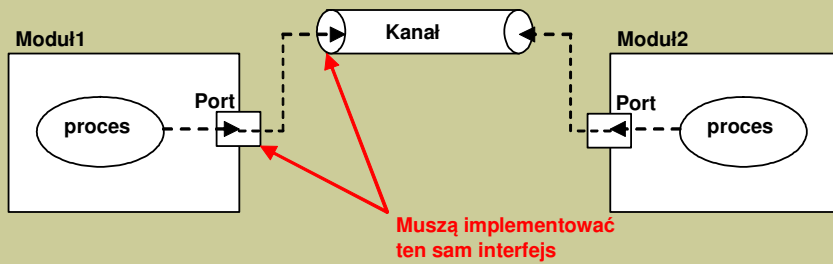 Kanał
Moduł1
Moduł2
Port
Port
proces
proces
Muszą implementować
ten sam interfejs